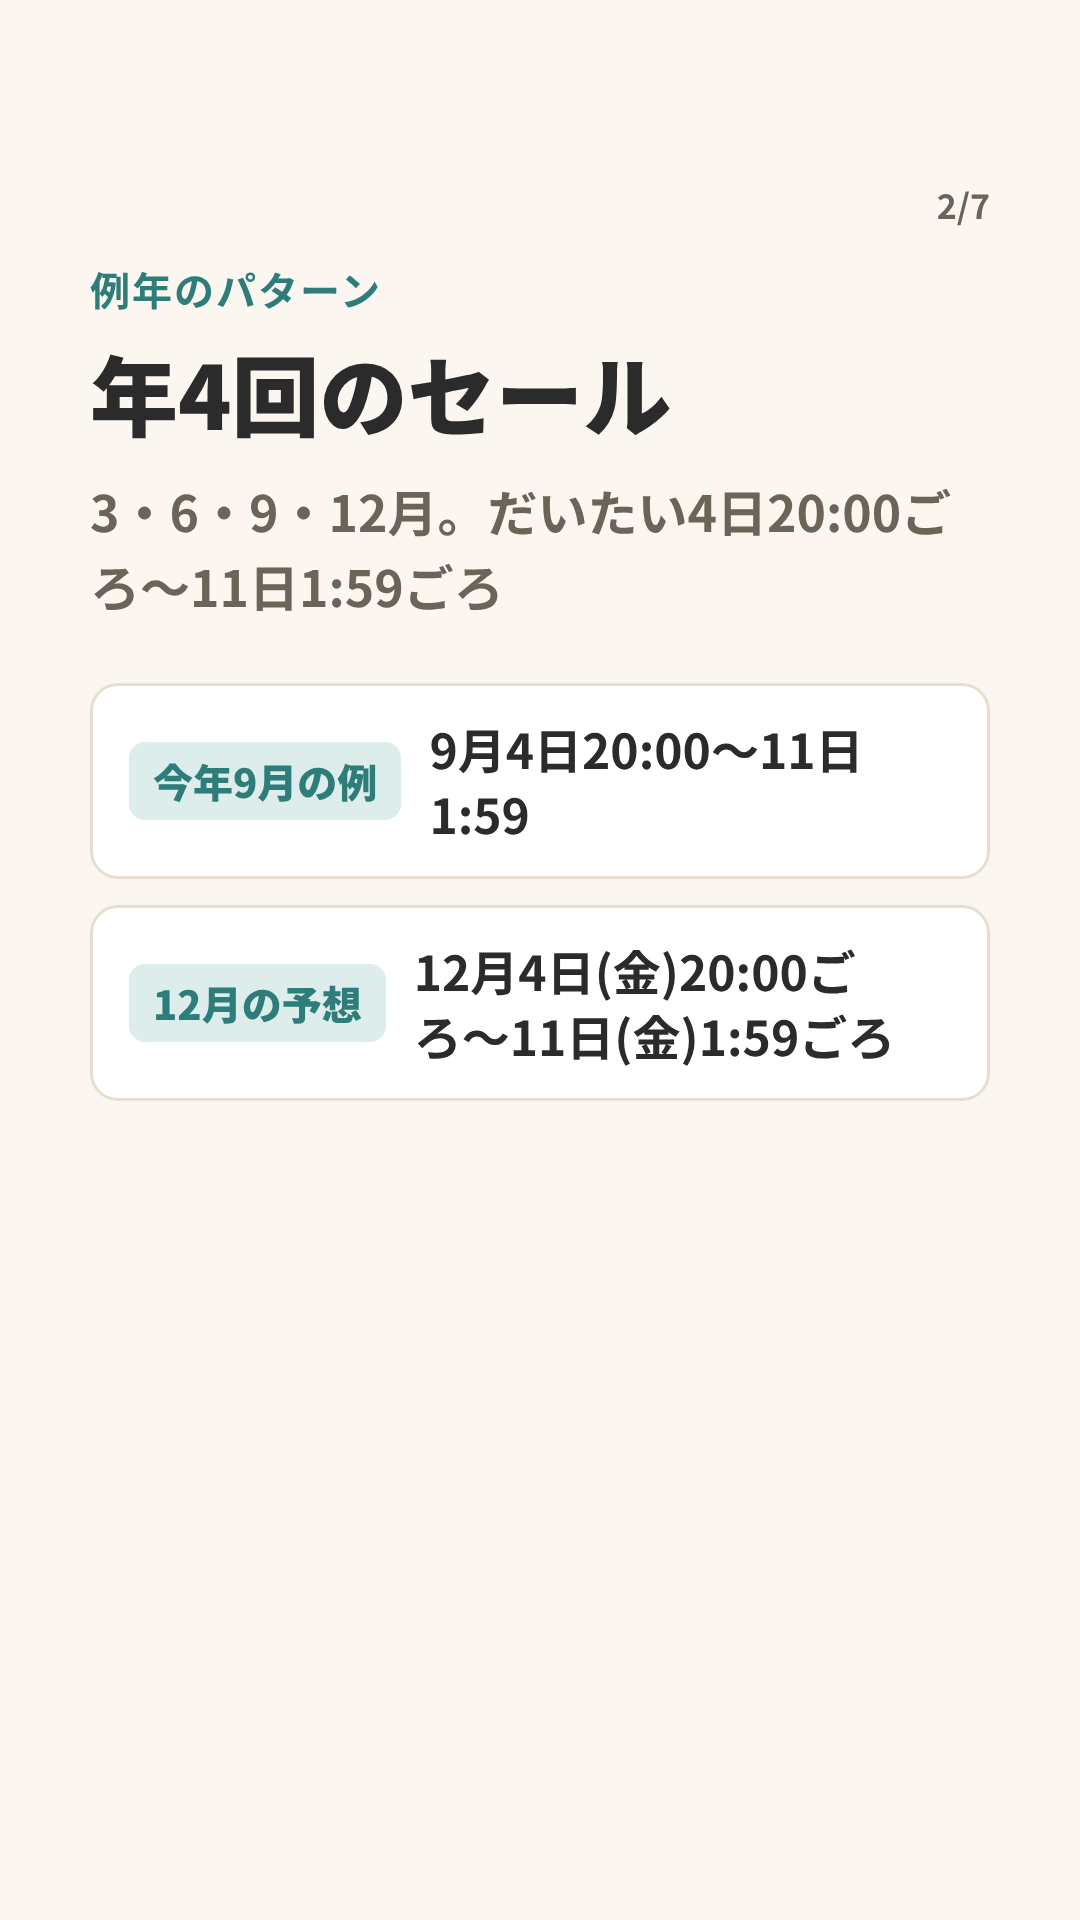 2/7
例年のパターン
年4回のセール
3・6・9・12月。だいたい4日20:00ご
ろ〜11日1:59ごろ
今年9月の例
9月4日20:00〜11日
1:59
12月の予想
12月4日(金)20:00ご
ろ〜11日(金)1:59ごろ